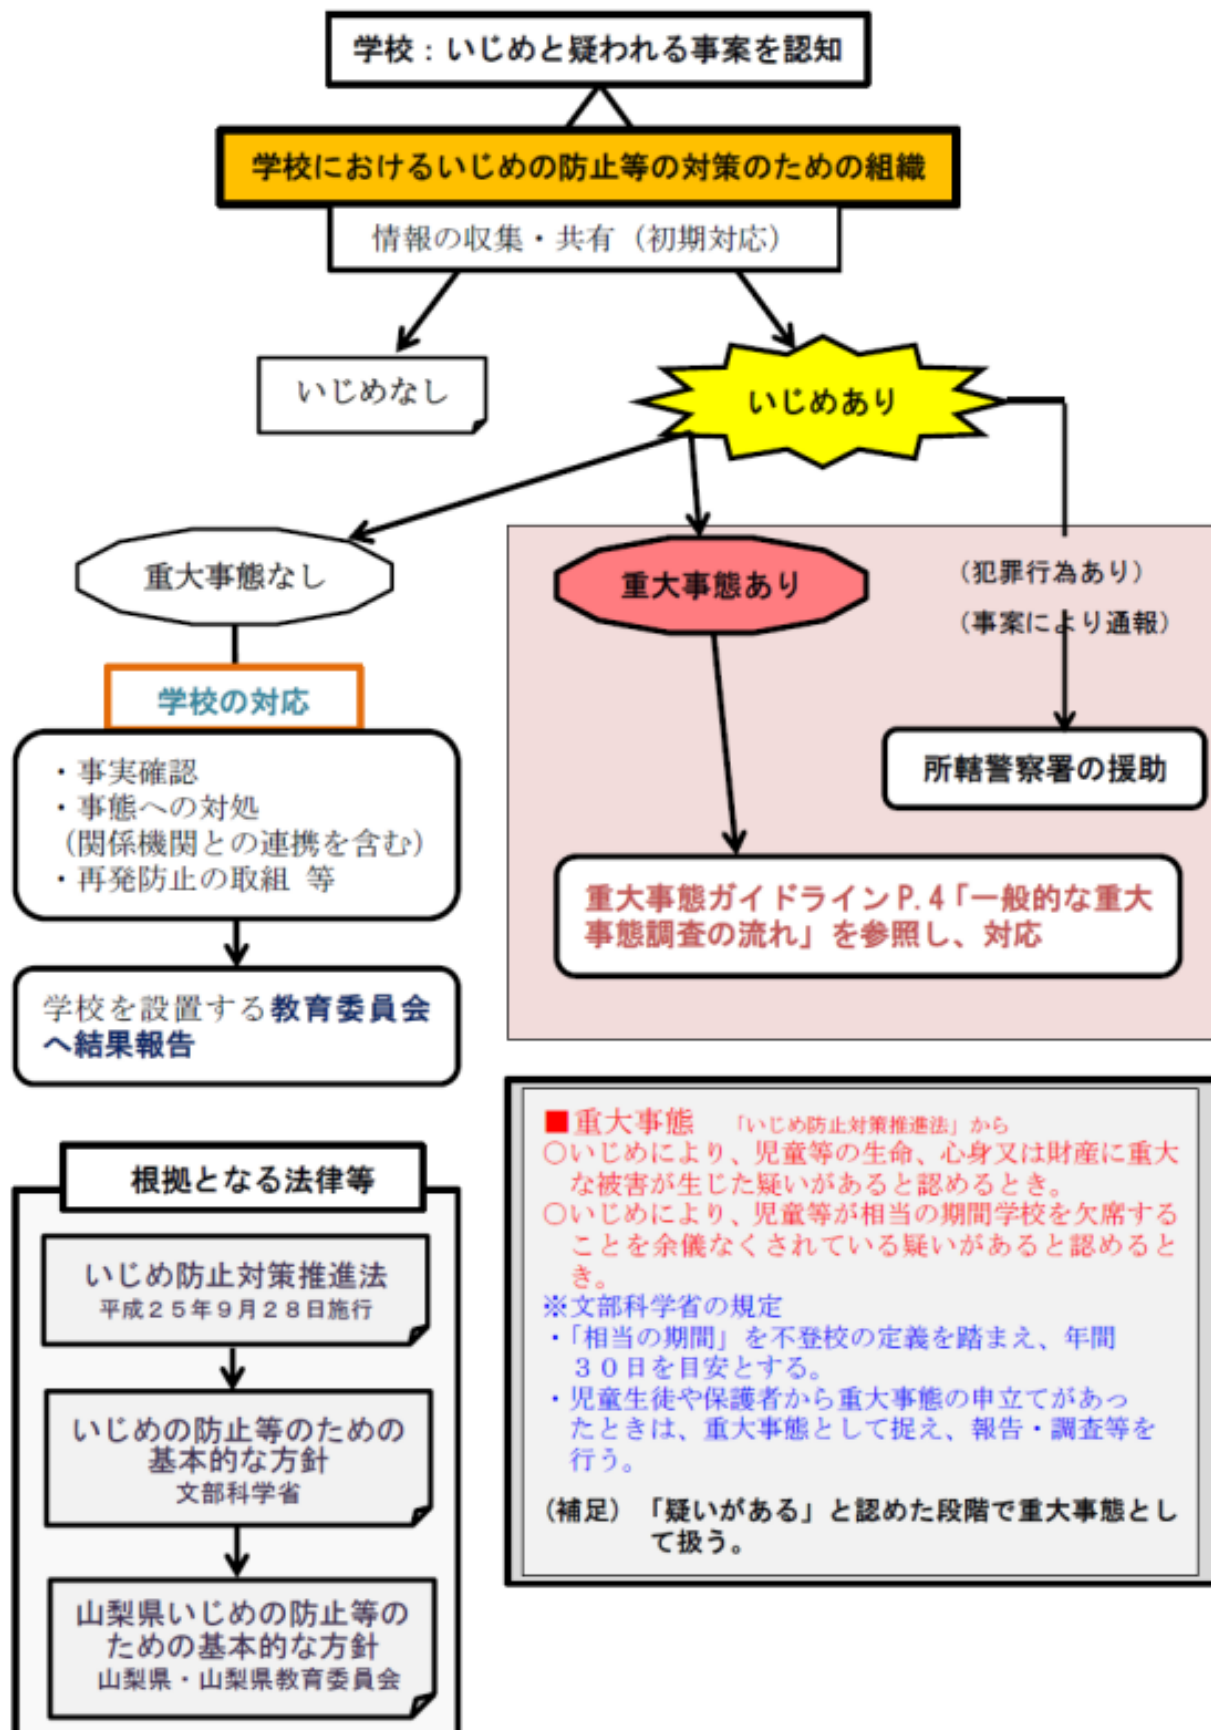 学校：いじめと疑われる事案を認知
学校におけるいじめの防止等の対策のための組織
情報の収集・共有（初期対応）
いじめなし
いじめあり
重大事態なし
重大事態あり
（犯罪行為あり）
（事案により通報）
学校の対応
・事実確認
・事態への対処
（関係機関との連携を含む）
・再発防止の取組 等
所轄警察署の援助
重大事態ガイドラインP.4「一般的な重大
事態調査の流れ」を参照し、対応
学校を設置する教育委員会
へ結果報告
根拠となる法律等
いじめ防止対策推進法
平成２５年９月２８日施行
いじめの防止等のための
基本的な方針
文部科学省
山梨県いじめの防止等の
ための基本的な方針
山梨県・山梨県教育委員会
■重大事態 「いじめ防止対策推進法」から
○いじめにより、児童等の生命、心身又は財産に重大
な被害が生じた疑いがあると認めるとき。
○いじめにより、児童等が相当の期間学校を欠席する
ことを余儀なくされている疑いがあると認めると
き。
※文部科学省の規定
・「相当の期間」を不登校の定義を踏まえ、年間
３０日を目安とする。
・児童生徒や保護者から重大事態の申立てがあっ
たときは、重大事態として捉え、報告・調査等を
行う。
（補足）「疑いがある」と認めた段階で重大事態とし
て扱う。